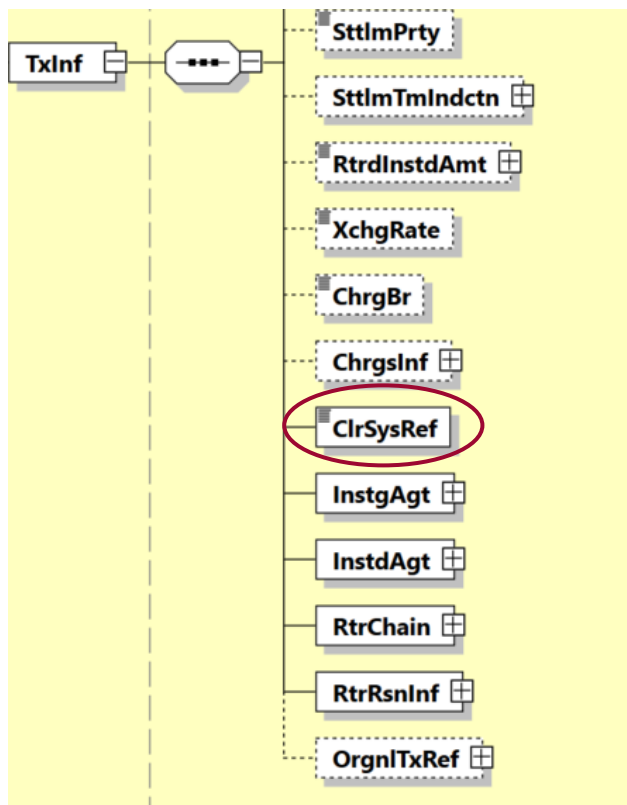 SttlmPrty
TxInf
SttlmTmIndctn
RtrdInstdAmt
XchgRate
ChrgBr
ChrgsInf
ClrSysRef
InstgAgt
InstdAgt
RtrChain
RtrRsnInf
OrgnlTxRef